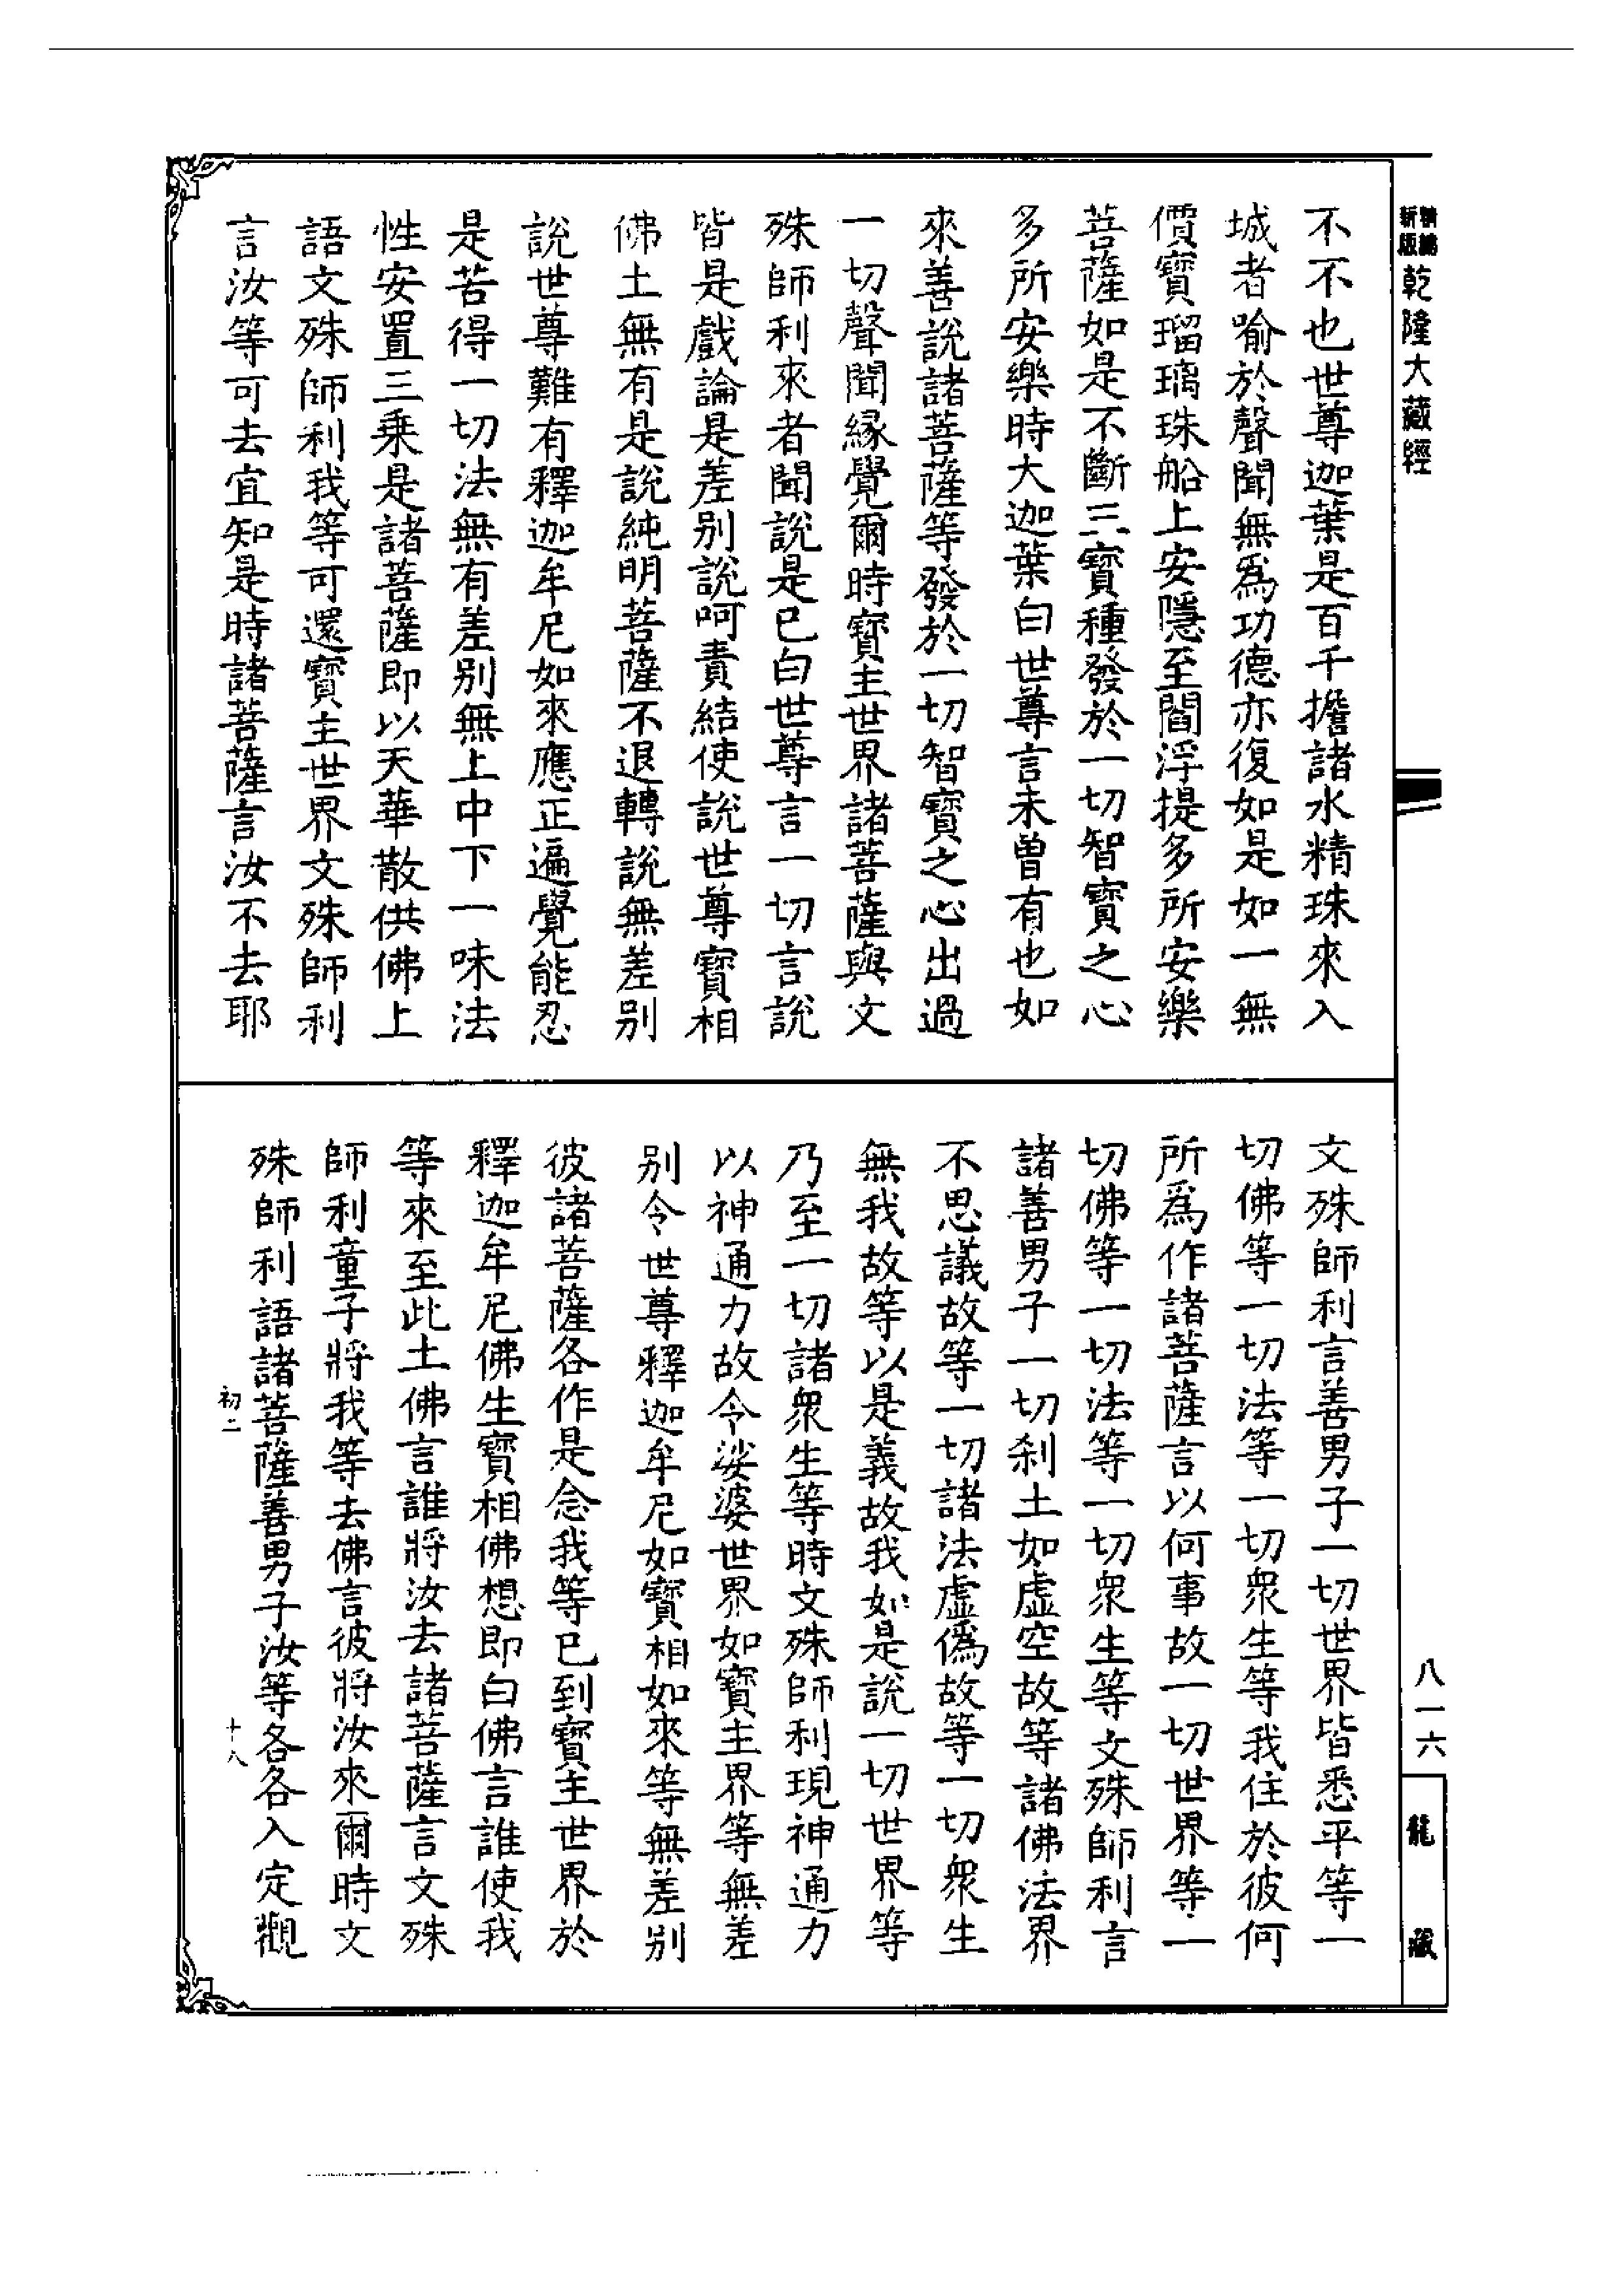 精編
新版
乾隆大藏經
不不也世尊迦葉是百千擔諸水精珠來入
城者喻於聲聞無爲功德亦復如是如一無
價寶瑠璃珠船上安隱至閻浮提多所安樂
菩薩如是不斷三寶種發於一切智寶之心
多所安樂時大迦葉白世尊言未曾有也如
來善說諸菩薩等發於一切智寶之心出過
一切聲聞緣覺爾時寶主世界諸菩薩與文
殊師利來者聞說是已白世尊言一切言說
皆是戲論是差别說呵責結使說世尊寶相
佛土無有是說純明菩薩不退轉說無差别
說世尊難有釋迦牟尼如來應正遍覺能忍
是苦得一切法無有差别無上中下一味法
性安置三乘是諸菩薩即以天華散供佛上
語文殊師利我等可還寶主世界文殊師利
言汝等可去宜知是時諸菩薩言汝不去耶
文殊師利言善男子一切世界皆悉平等一
切佛等一切法等一切衆生等我住於彼何
所爲作諸菩薩言以何事故一切世界等一
切佛等一切法等一切衆生等文殊師利言
諸善男子一切刹土如虛空故等諸佛法界
不思議故等一切諸法虛僞故等一切衆生
無我故等以是義故我如是說一切世界等
乃至一切諸衆生等時文殊師利現神通力
以神通力故令娑婆世界如寶主界等無差
别令世尊釋迦牟尼如寶相如來等無差别
彼諸菩薩各作是念我等已到寶主世界於
釋迦牟尼佛生寶相佛想即白佛言誰使我
等來至此土佛言誰將汝去諸菩薩言文殊
師利童子將我等去佛言彼將汝來爾時文
殊師利語諸菩薩善男子汝等各各入定觀
初二
十八
八一六
龍藏